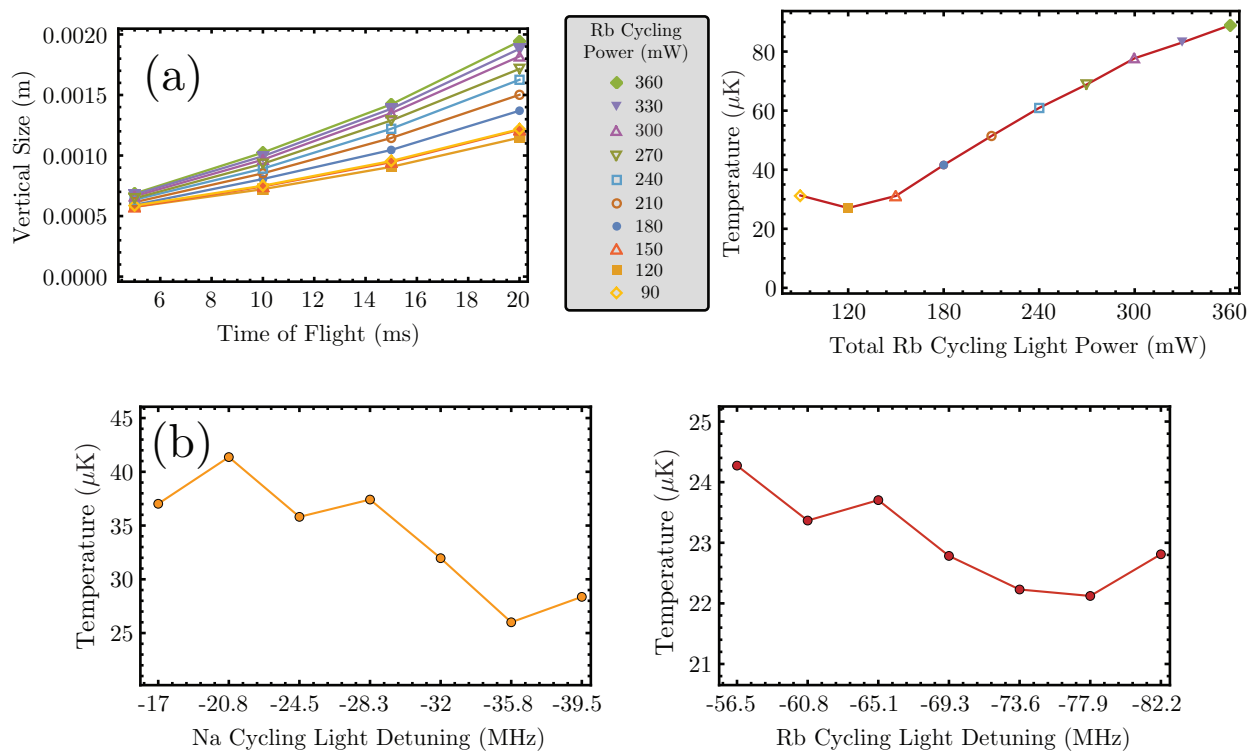 (a)
Vertical Size (m)
0.0020
0.0015
0.0010
0.0005
0.0000
6 8 10 12 14 16 18 20
Time of Flight (ms)
Rb Cycling
Power (mW)
360
330
300
270
240
210
180
150
120
90
Temperature (μK)
80
60
40
20
0
120 180 240 300 360
Total Rb Cycling Light Power (mW)
(b)
Temperature (μK)
45
40
35
30
25
-17 -20.8 -24.5 -28.3 -32 -35.8 -39.5
Na Cycling Light Detuning (MHz)
Temperature (μK)
25
24
23
22
21
-56.5 -60.8 -65.1 -69.3 -73.6 -77.9 -82.2
Rb Cycling Light Detuning (MHz)